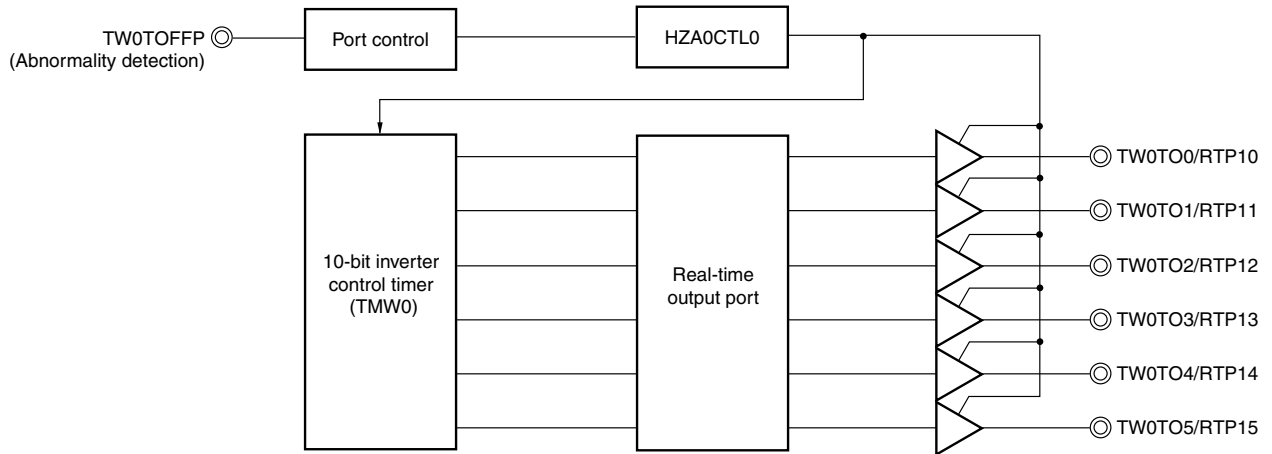 TW0TOFFP
(Abnormality detection)
Port control
HZA0CTL0
10-bit inverter
control timer
(TMW0)
Real-time
output port
TW0TO0/RTP10
TW0TO1/RTP11
TW0TO2/RTP12
TW0TO3/RTP13
TW0TO4/RTP14
TW0TO5/RTP15